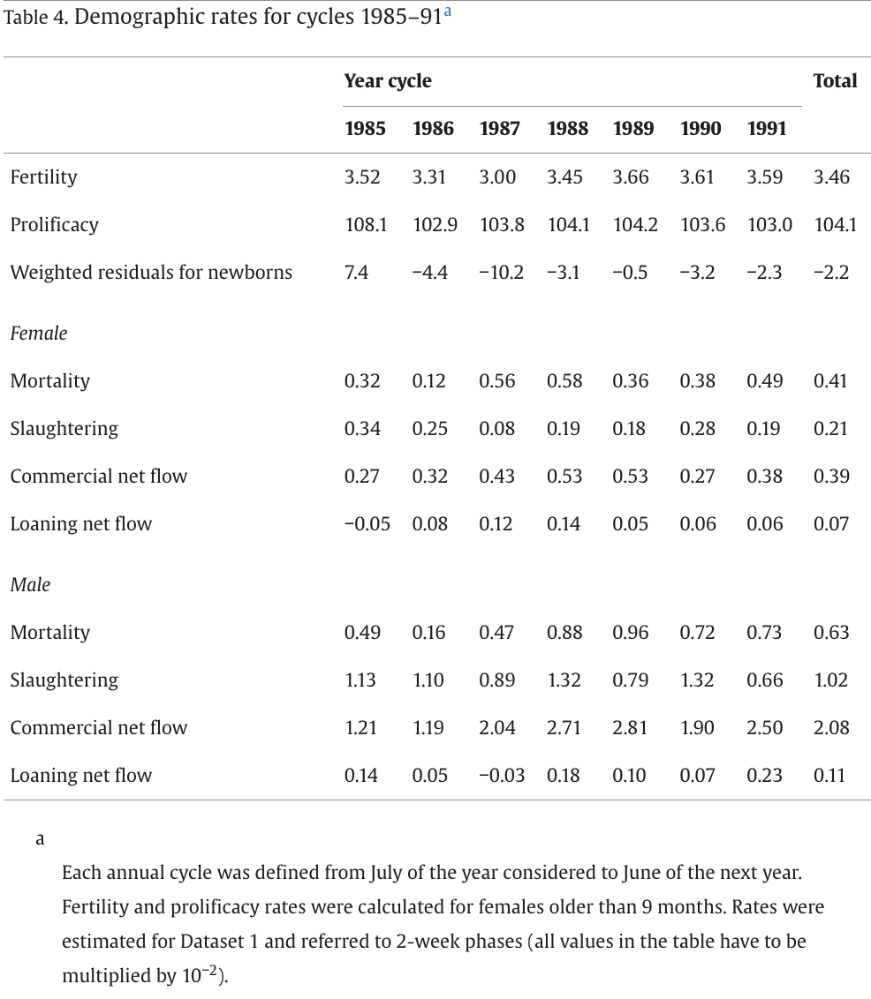 Table 4. Demographic rates for cycles 1985–91a
Year cycle Total
1985 1986 1987 1988 1989 1990 1991
Fertility 3.52 3.31 3.00 3.45 3.66 3.61 3.59 3.46
Prolificacy 108.1 102.9 103.8 104.1 104.2 103.6 103.0 104.1
Weighted residuals for newborns 7.4 −4.4 −10.2 −3.1 −0.5 −3.2 −2.3 −2.2
Female
Mortality 0.32 0.12 0.56 0.58 0.36 0.38 0.49 0.41
Slaughtering 0.34 0.25 0.08 0.19 0.18 0.28 0.19 0.21
Commercial net flow 0.27 0.32 0.43 0.53 0.53 0.27 0.38 0.39
Loaning net flow −0.05 0.08 0.12 0.14 0.05 0.06 0.06 0.07
Male
Mortality 0.49 0.16 0.47 0.88 0.96 0.72 0.73 0.63
Slaughtering 1.13 1.10 0.89 1.32 0.79 1.32 0.66 1.02
Commercial net flow 1.21 1.19 2.04 2.71 2.81 1.90 2.50 2.08
Loaning net flow 0.14 0.05 −0.03 0.18 0.10 0.07 0.23 0.11
a
Each annual cycle was defined from July of the year considered to June of the next year.
Fertility and prolificacy rates were calculated for females older than 9 months. Rates were
estimated for Dataset 1 and referred to 2-week phases (all values in the table have to be
multiplied by 10−2).